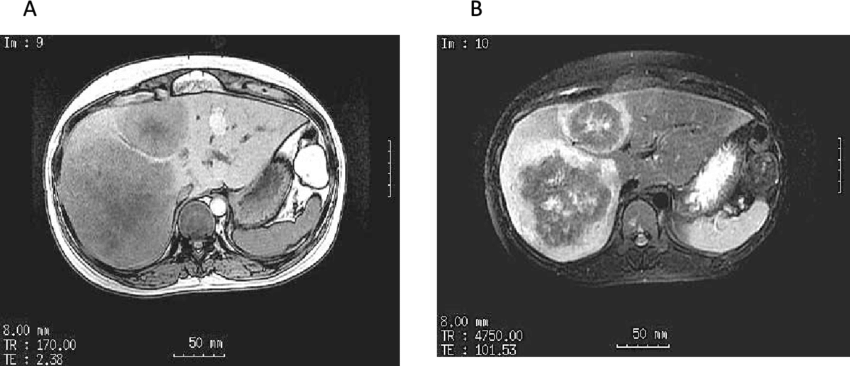 A
B
Im : 9
8.00 mm
TR : 170.00
TE : 2.38
50 mm
Im : 10
8.00 mm
TR : 4750.00
TE : 101.53
50 mm